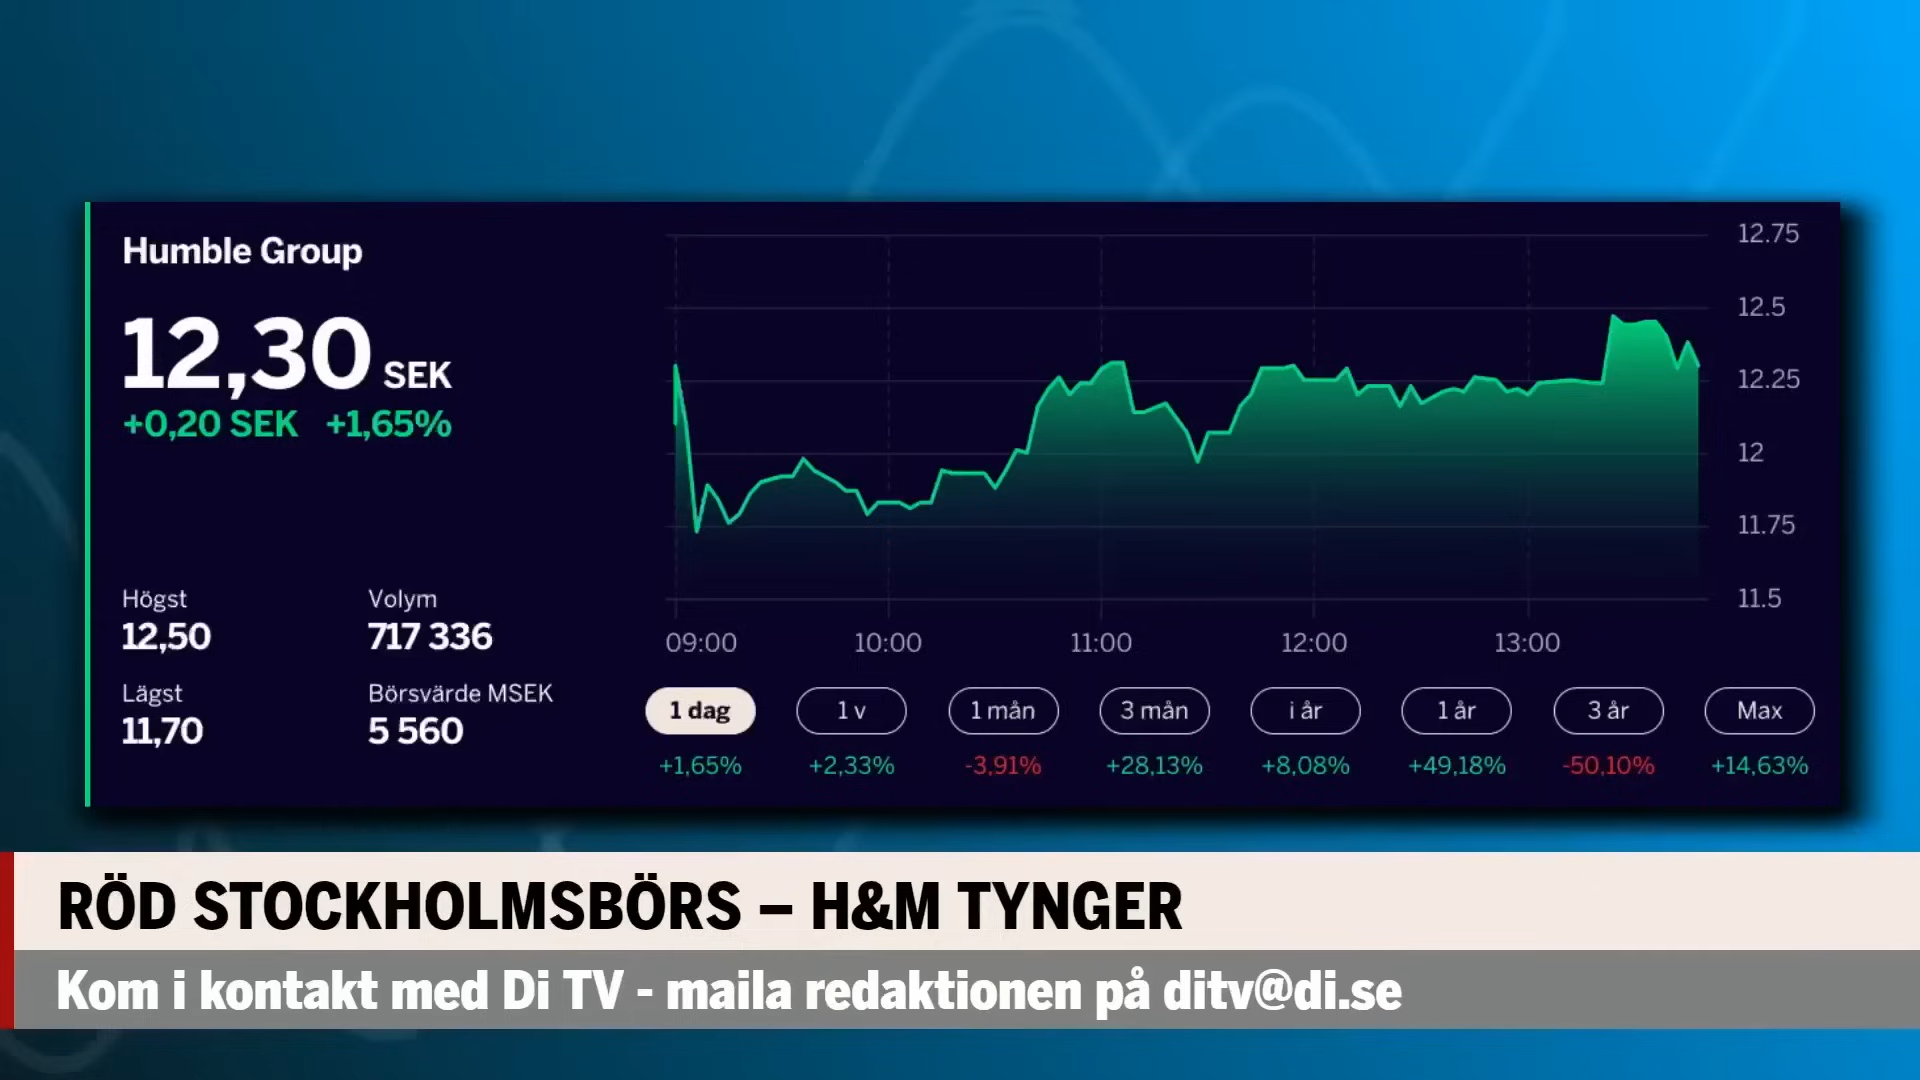 Humble Group
12,30 SEK
+0,20 SEK +1,65%
Högst
12,50
Volym
717 336
Lägst
11,70
Börsvärde MSEK
5 560
12.75
12.5
12.25
12
11.75
11.5
09:00 10:00 11:00 12:00 13:00
1 dag 1 v 1 mån 3 mån i år 1 år 3 år Max
+1,65% +2,33% -3,91% +28,13% +8,08% +49,18% -50,10% +14,63%
RÖD STOCKHOLMSBÖRS – H&M TYNGER
Kom i kontakt med Di TV - maila redaktionen på ditv@di.se